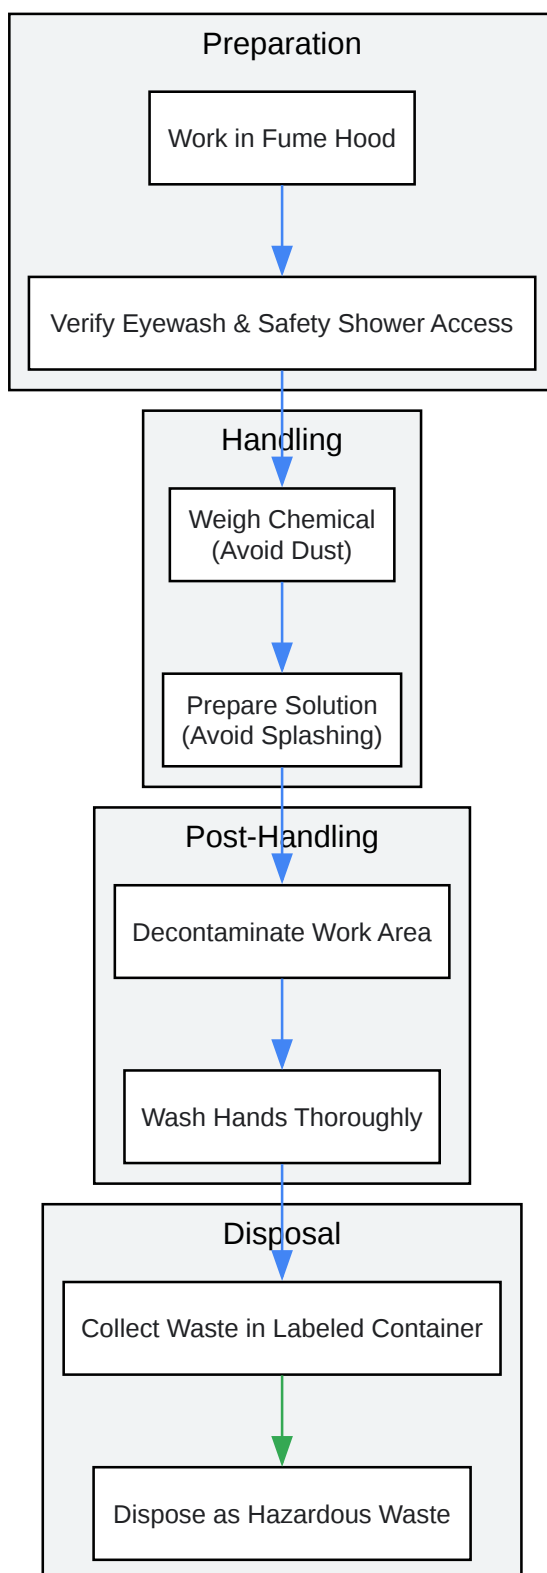 Preparation
Work in Fume Hood
Verify Eyewash & Safety Shower Access
Handling
Weigh Chemical
(Avoid Dust)
Prepare Solution
(Avoid Splashing)
Post-Handling
Decontaminate Work Area
Wash Hands Thoroughly
Disposal
Collect Waste in Labeled Container
Dispose as Hazardous Waste